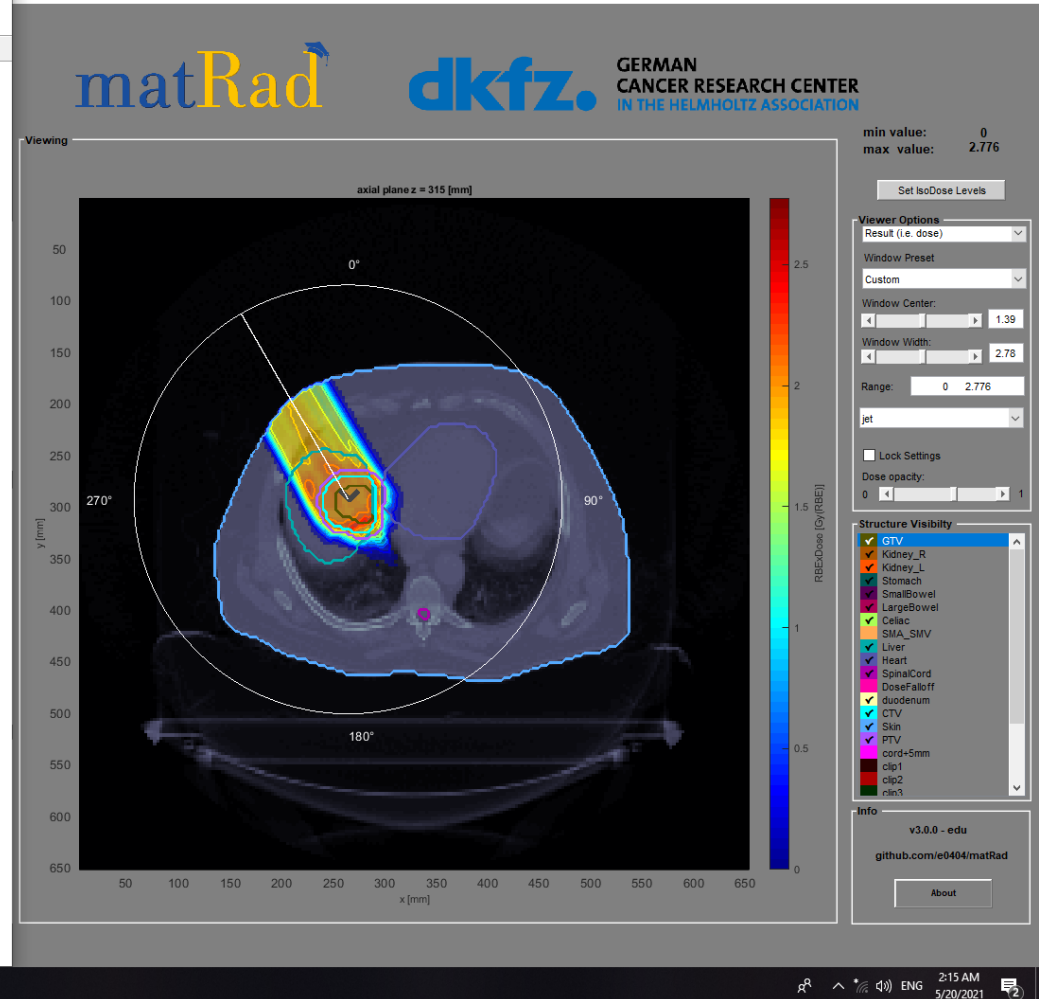 matRad
dkfz.
GERMAN
CANCER RESEARCH CENTER
IN THE HELMHOLTZ ASSOCIATION
min value: 0
max value: 2.776
Set IsoDose Levels
Viewing
axial plane z = 315 [mm]
0°
90°
180°
270°
50
100
150
200
250
300
350
400
450
500
550
600
650
y [mm]
50 100 150 200 250 300 350 400 450 500 550 600 650
x [mm]
2.5
2
1.5
1
0.5
0
RBExDose [Gy(RBE)]
Viewer Options
Result (i.e. dose)
Window Preset
Custom
Window Center:
1.39
Window Width:
2.78
Range: 0 2.776
jet
Lock Settings
Dose opacity:
0 1
Structure Visibilty
GTV
Kidney_R
Kidney_L
Stomach
SmallBowel
LargeBowel
Celiac
SMA_SMV
Liver
Heart
SpinalCord
DoseFalloff
duodenum
CTV
Skin
PTV
cord+5mm
clip1
clip2
clip3
Info
v3.0.0 - edu
github.com/e0404/matRad
About
ENG
2:15 AM
5/20/2021
2